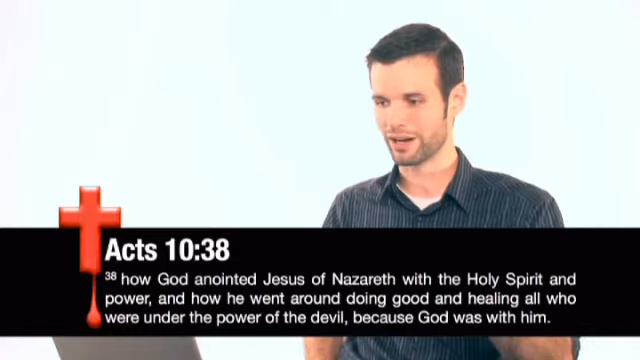 Acts 10:38
38 how God anointed Jesus of Nazareth with the Holy Spirit and
power, and how he went around doing good and healing all who
were under the power of the devil, because God was with him.